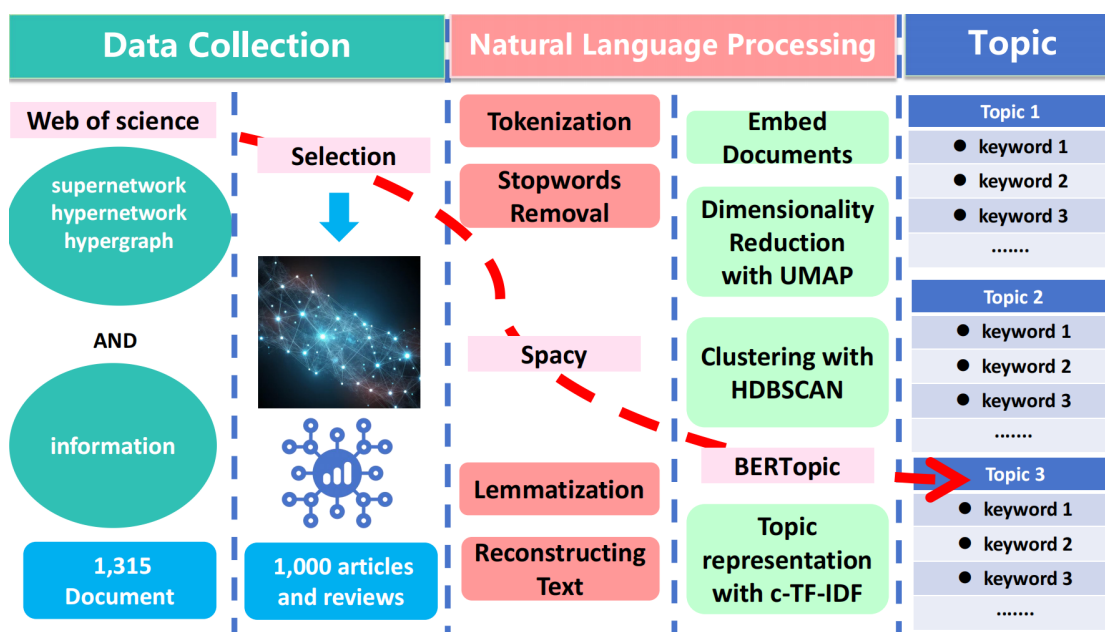 Data Collection
Natural Language Processing
Topic
Web of science
supernetwork
hypernetwork
hypergraph
AND
information
1,315
Document
Selection
1,000 articles
and reviews
Tokenization
Stopwords
Removal
Spacy
Lemmatization
Reconstructing
Text
Embed
Documents
Dimensionality
Reduction
with UMAP
Clustering with
HDBSCAN
BERTopic
Topic
representation
with c-TF-IDF
Topic 1
● keyword 1
● keyword 2
● keyword 3
.......
Topic 2
● keyword 1
● keyword 2
● keyword 3
.......
Topic 3
● keyword 1
● keyword 2
● keyword 3
.......